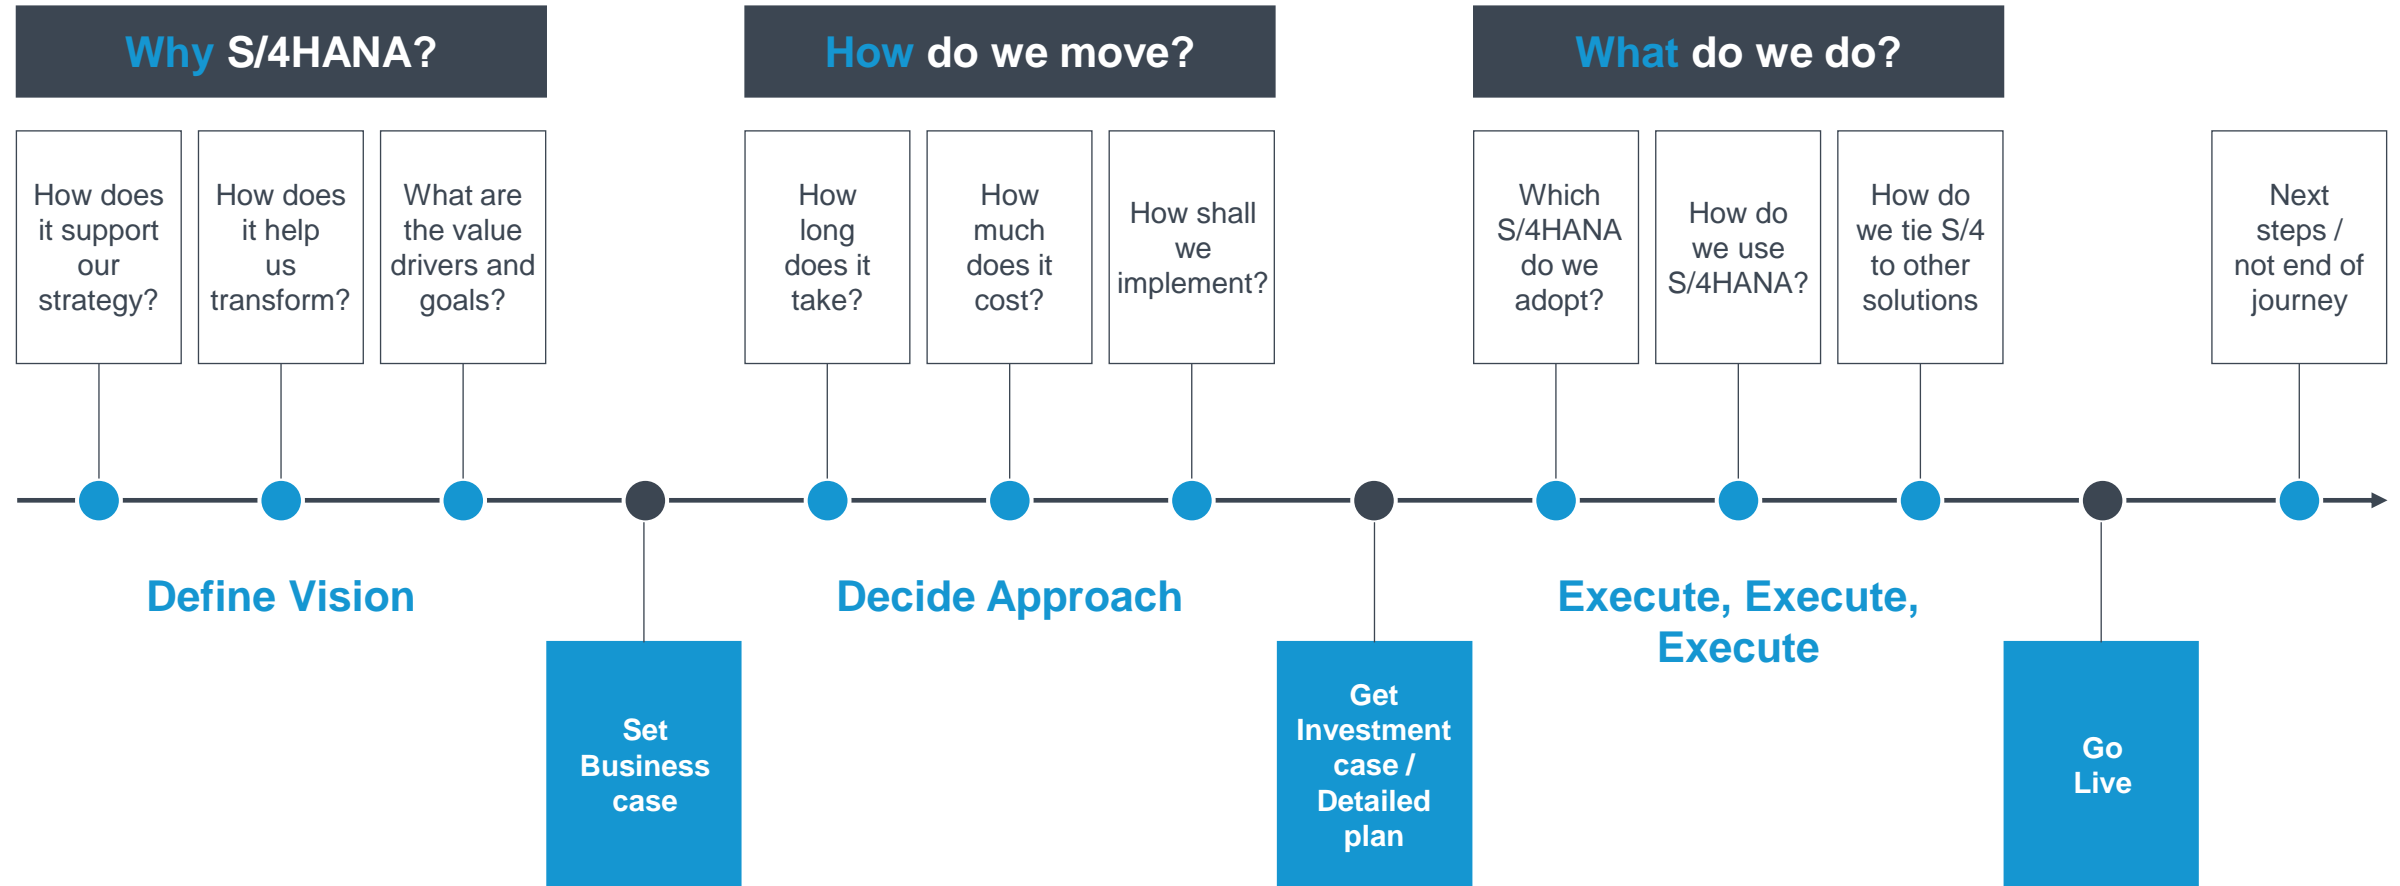 Why S/4HANA?
How do we move?
What do we do?
How does
it support
our
strategy?
How does
it help
us
transform?
What are
the value
drivers and
goals?
How
long
does it
take?
How
much
does it
cost?
How shall
we
implement?
Which
S/4HANA
do we
adopt?
How do
we use
S/4HANA?
How do
we tie S/4
to other
solutions
Next
steps /
not end of
journey
Define Vision
Decide Approach
Execute, Execute,
Execute
Set
Business
case
Get
Investment
case /
Detailed
plan
Go
Live